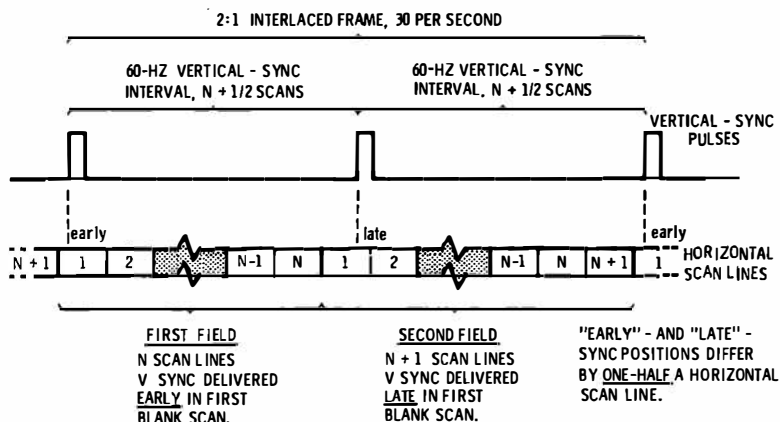 2:1 INTERLACED FRAME, 30 PER SECOND
60-HZ VERTICAL - SYNC
INTERVAL, N + 1/2 SCANS
60-HZ VERTICAL - SYNC
INTERVAL, N + 1/2 SCANS
VERTICAL - SYNC
PULSES
early
late
early
N + 1
1
2
N-1
N
1
2
N-1
N
N + 1
1
HORIZONTAL
SCAN LINES
FIRST FIELD
N SCAN LINES
V SYNC DELIVERED
EARLY IN FIRST
BLANK SCAN.
SECOND FIELD
N + 1 SCAN LINES
V SYNC DELIVERED
LATE IN FIRST
BLANK SCAN.
"EARLY" - AND "LATE" -
SYNC POSITIONS DIFFER
BY ONE-HALF A HORIZONTAL
SCAN LINE.